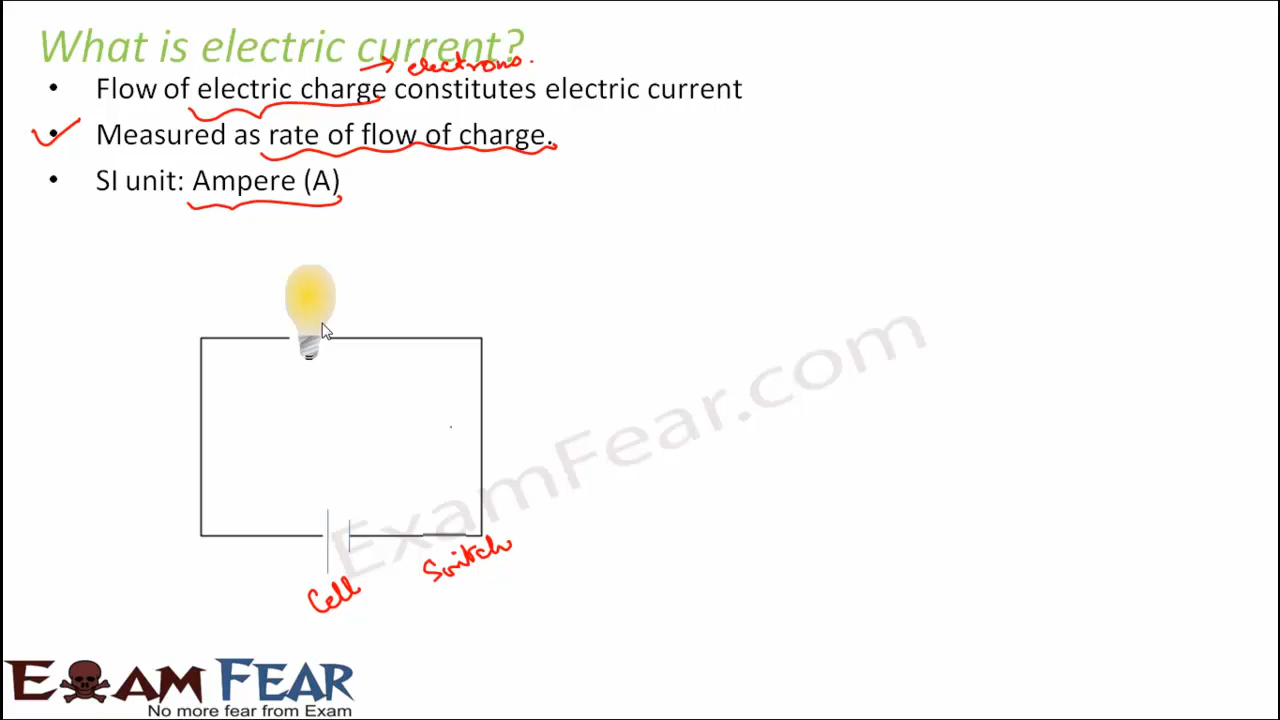 What is electric current?
→ electrons.
• Flow of electric charge constitutes electric current
• Measured as rate of flow of charge.
• SI unit: Ampere (A)
ExamFear.com
Cell
Switch
EXAM FEAR
No more fear from Exam